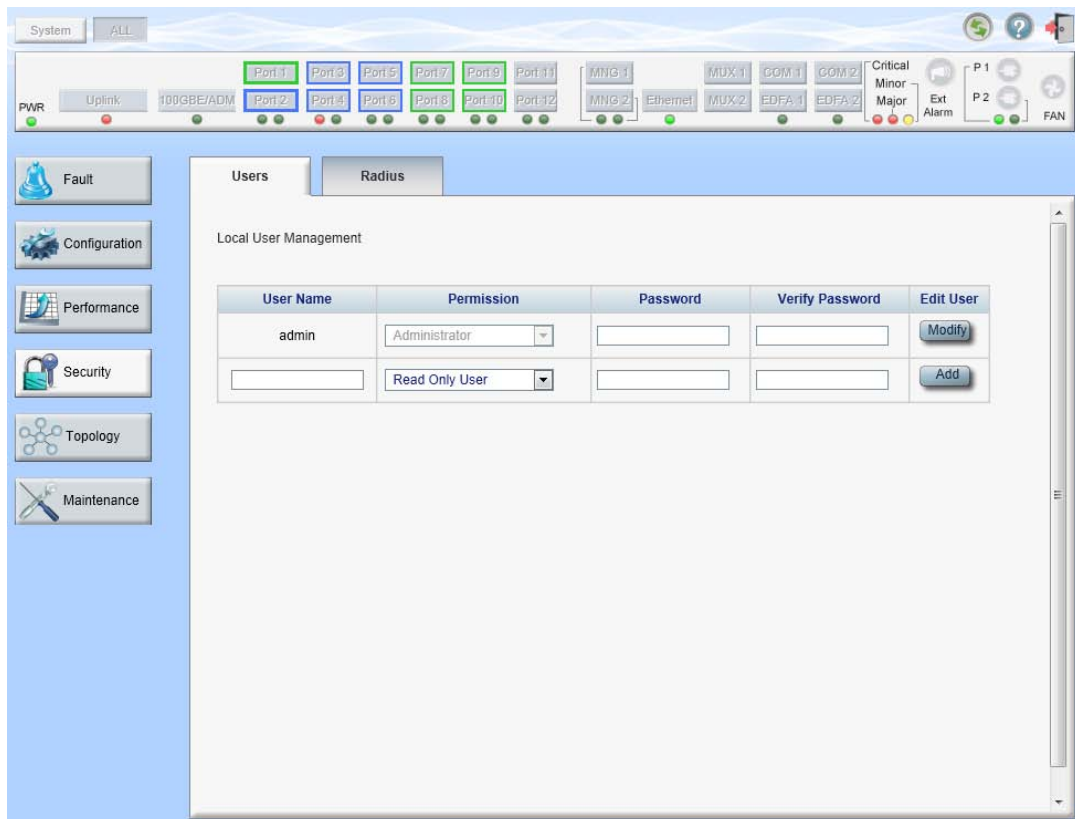 System ALL
Port 1 Port 3 Port 5 Port 7 Port 9 Port 11 MNG 1 MUX 1 COM 1 COM 2 Critical P 1
Minor
PWR Uplink 100GBE/ADM Port 2 Port 4 Port 6 Port 8 Port 10 Port 12 MNG 2 Ethernet MUX 2 EDFA 1 EDFA 2 Major Ext Alarm P 2 FAN
Fault
Configuration
Performance
Security
Topology
Maintenance
Users Radius
Local User Management
User Name Permission Password Verify Password Edit User
admin Administrator Modify
Read Only User Add